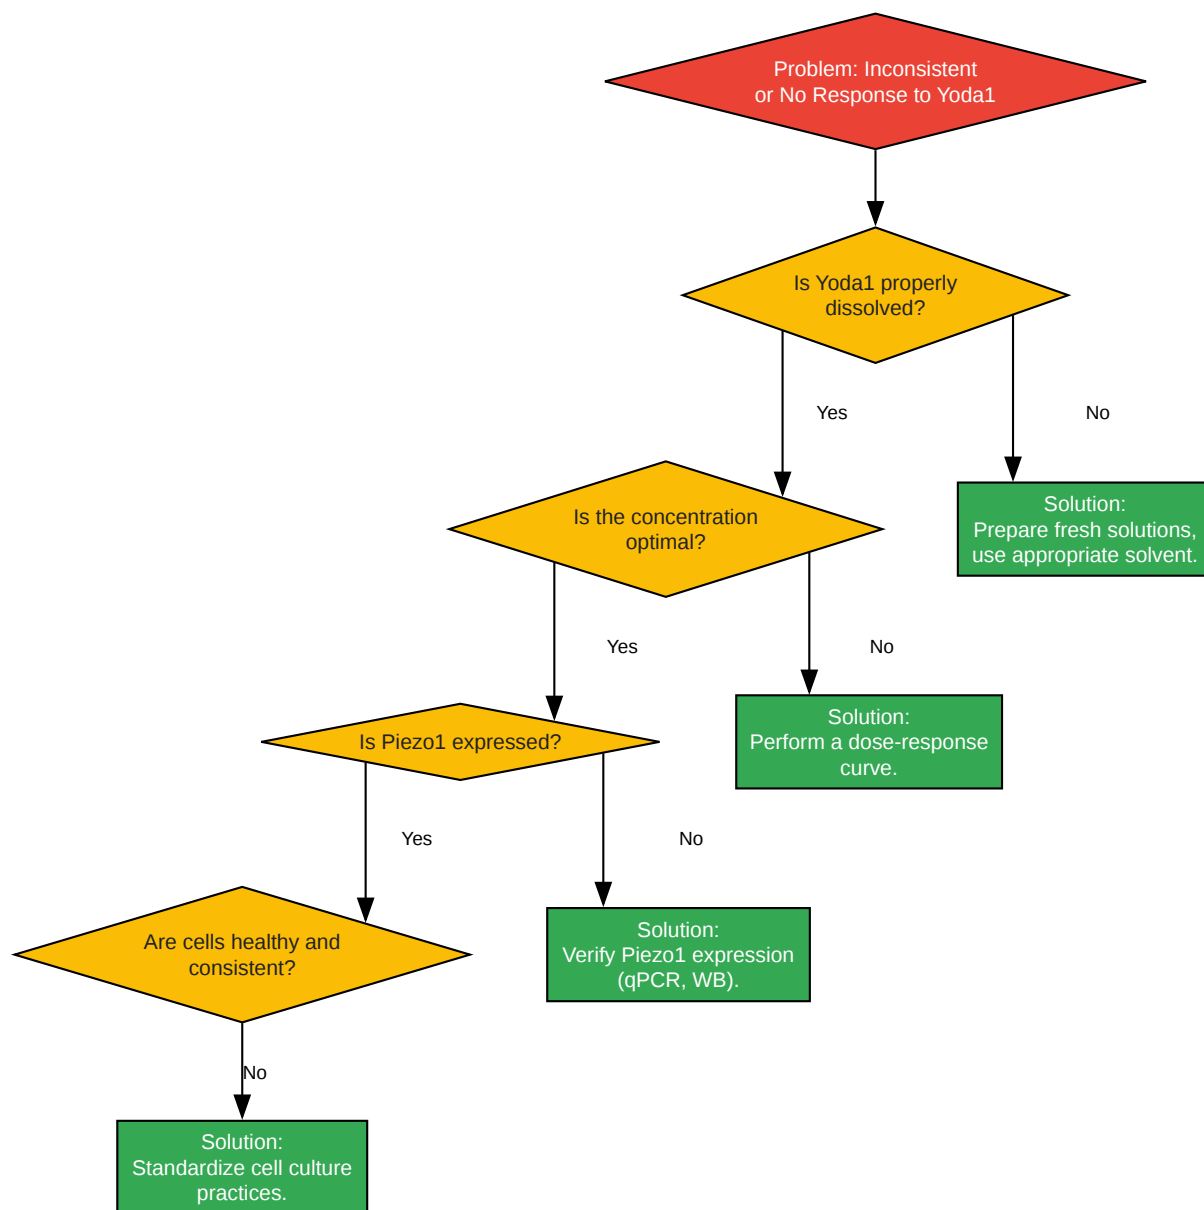 Problem: Inconsistent
or No Response to Yoda1
Is Yoda1 properly
dissolved?
Yes
No
Is the concentration
optimal?
Solution:
Prepare fresh solutions,
use appropriate solvent.
Yes
No
Is Piezo1 expressed?
Solution:
Perform a dose-response
curve.
Yes
No
Are cells healthy and
consistent?
Solution:
Verify Piezo1 expression
(qPCR, WB).
No
Solution:
Standardize cell culture
practices.